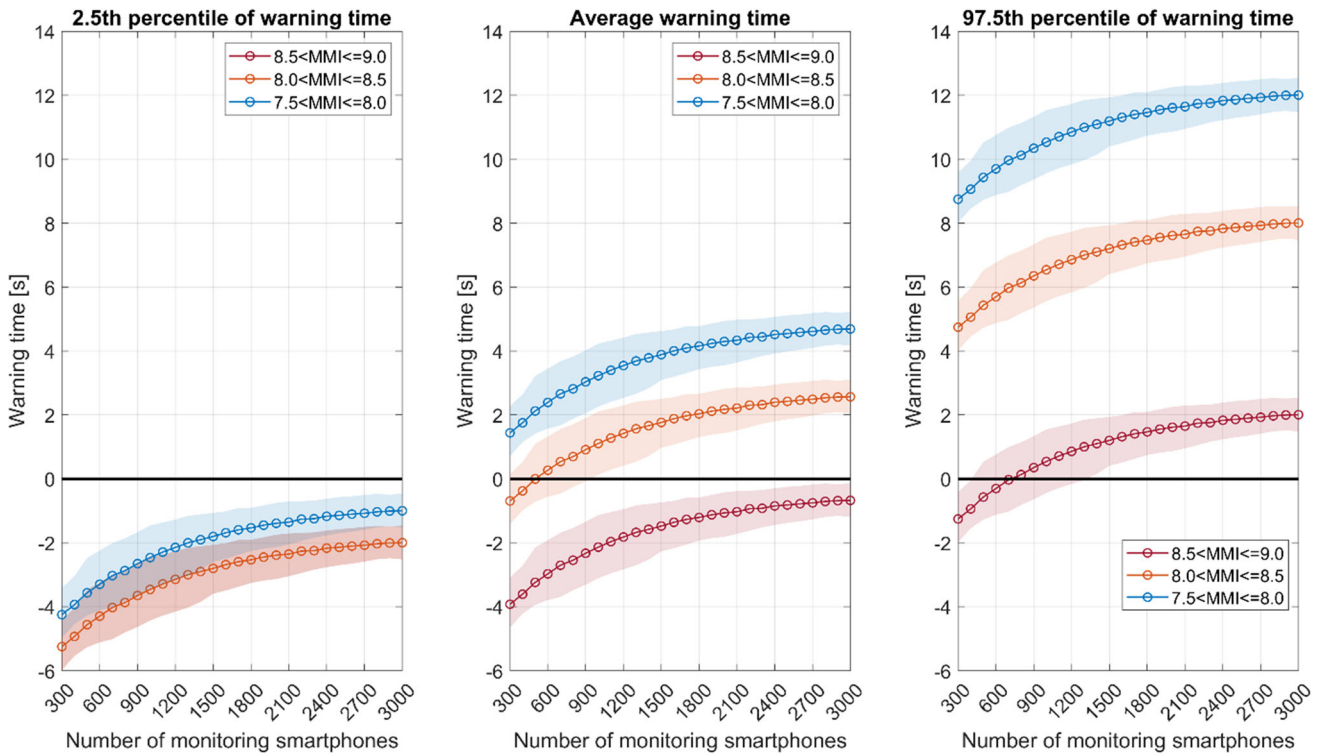 2.5th percentile of warning time
14
12
10
8
6
4
2
0
-2
-4
-6
Warning time [s]
8.5<MMI<=9.0
8.0<MMI<=8.5
7.5<MMI<=8.0
300 600 900 1200 1500 1800 2100 2400 2700 3000
Number of monitoring smartphones
Average warning time
14
12
10
8
6
4
2
0
-2
-4
-6
Warning time [s]
8.5<MMI<=9.0
8.0<MMI<=8.5
7.5<MMI<=8.0
300 600 900 1200 1500 1800 2100 2400 2700 3000
Number of monitoring smartphones
97.5th percentile of warning time
14
12
10
8
6
4
2
0
-2
-4
-6
Warning time [s]
8.5<MMI<=9.0
8.0<MMI<=8.5
7.5<MMI<=8.0
300 600 900 1200 1500 1800 2100 2400 2700 3000
Number of monitoring smartphones